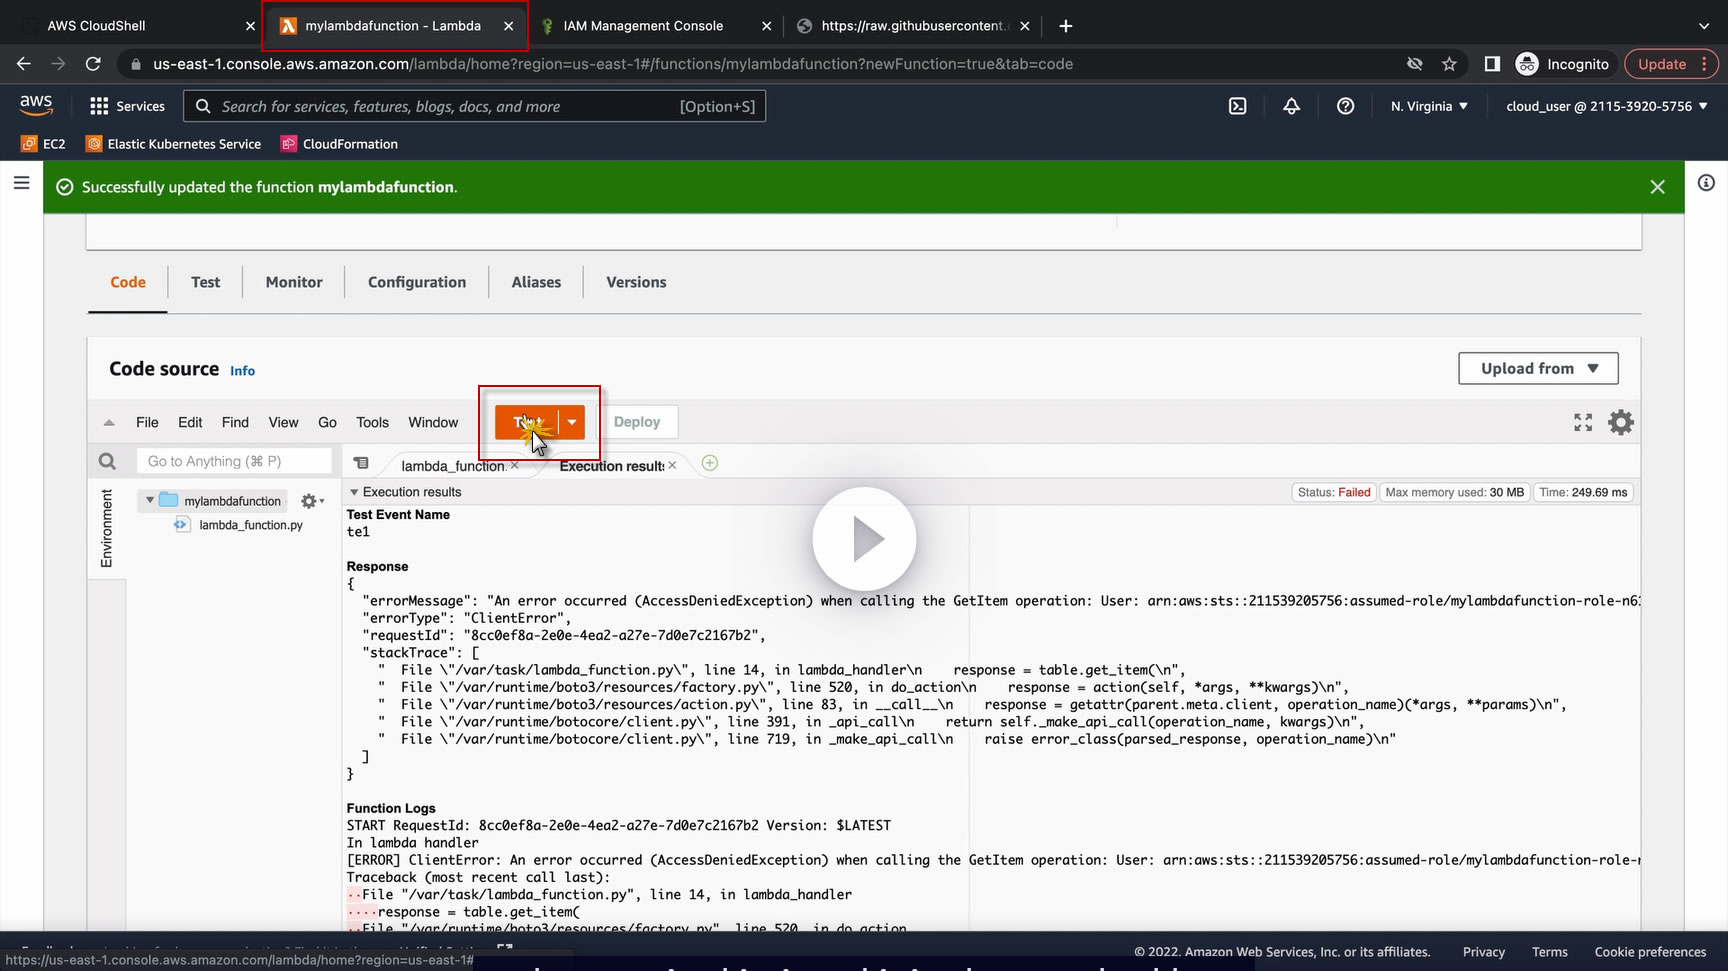 AWS CloudShell
mylambdafunction - Lambda
IAM Management Console
https://raw.githubusercontent.c
us-east-1.console.aws.amazon.com/lambda/home?region=us-east-1#/functions/mylambdafunction?newFunction=true&tab=code
Incognito
Update
aws
Services
Search for services, features, blogs, docs, and more
[Option+S]
N. Virginia
cloud_user @ 2115-3920-5756
EC2
Elastic Kubernetes Service
CloudFormation
Successfully updated the function mylambdafunction.
Code
Test
Monitor
Configuration
Aliases
Versions
Code source Info
Upload from
File
Edit
Find
View
Go
Tools
Window
Deploy
Go to Anything (⌘ P)
lambda_function.
Execution results
Environment
mylambdafunction
lambda_function.py
Execution results
Status: Failed
Max memory used: 30 MB
Time: 249.69 ms
Test Event Name
te1
Response
{
"errorMessage": "An error occurred (AccessDeniedException) when calling the GetItem operation: User: arn:aws:sts::211539205756:assumed-role/mylambdafunction-role-n61
"errorType": "ClientError",
"requestId": "8cc0ef8a-2e0e-4ea2-a27e-7d0e7c2167b2",
"stackTrace": [
"  File \"/var/task/lambda_function.py\", line 14, in lambda_handler\n    response = table.get_item(\n",
"  File \"/var/runtime/boto3/resources/factory.py\", line 520, in do_action\n    response = action(self, *args, **kwargs)\n",
"  File \"/var/runtime/boto3/resources/action.py\", line 83, in __call__\n    response = getattr(parent.meta.client, operation_name)(*args, **params)\n",
"  File \"/var/runtime/botocore/client.py\", line 391, in _api_call\n    return self._make_api_call(operation_name, kwargs)\n",
"  File \"/var/runtime/botocore/client.py\", line 719, in _make_api_call\n    raise error_class(parsed_response, operation_name)\n"
]
}
Function Logs
START RequestId: 8cc0ef8a-2e0e-4ea2-a27e-7d0e7c2167b2 Version: $LATEST
In lambda handler
[ERROR] ClientError: An error occurred (AccessDeniedException) when calling the GetItem operation: User: arn:aws:sts::211539205756:assumed-role/mylambdafunction-role-n
Traceback (most recent call last):
File "/var/task/lambda_function.py", line 14, in lambda_handler
response = table.get_item(
File "/var/runtime/boto3/resources/factory.py", line 520, in do_action
© 2022, Amazon Web Services, Inc. or its affiliates.
Privacy
Terms
Cookie preferences
https://us-east-1.console.aws.amazon.com/lambda/home?region=us-east-1#